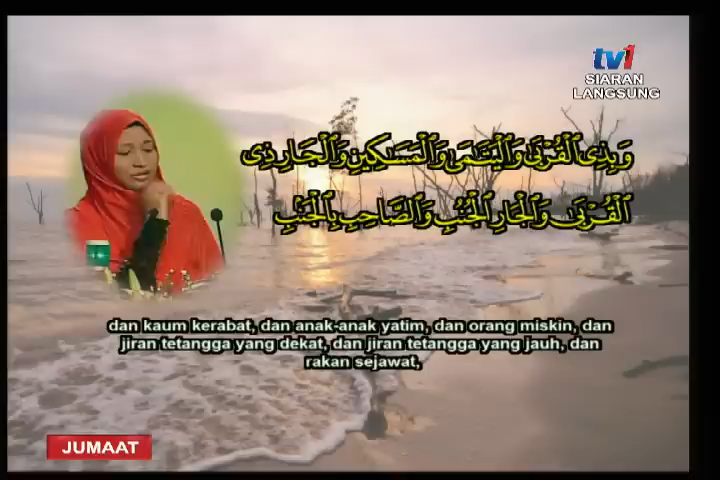 tv1
SIARAN
LANGSUNG
وَبِذِى ٱلْقُرْبَىٰ وَٱلْيَتَـٰمَىٰ وَٱلْمَسَـٰكِينِ وَٱلْجَارِ ذِى
ٱلْقُرْبَىٰ وَٱلْجَارِ ٱلْجُنُبِ وَٱلصَّاحِبِ بِٱلْجَنۢبِ
dan kaum kerabat, dan anak-anak yatim, dan orang miskin, dan
jiran tetangga yang dekat, dan jiran tetangga yang jauh, dan
rakan sejawat,
JUMAAT